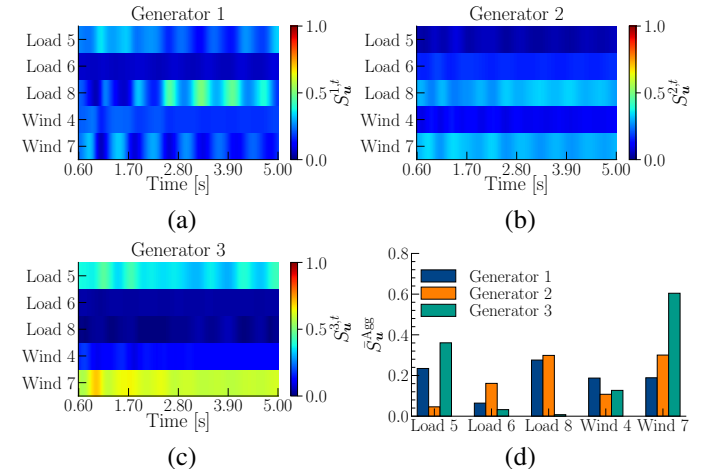 Generator 1
Load 5
Load 6
Load 8
Wind 4
Wind 7
0.60 1.70 2.80 3.90 5.00
Time [s]
1.0
0.5
0.0
S_u^{1,t}
(a)
Generator 2
Load 5
Load 6
Load 8
Wind 4
Wind 7
0.60 1.70 2.80 3.90 5.00
Time [s]
1.0
0.5
0.0
S_u^{2,t}
(b)
Generator 3
Load 5
Load 6
Load 8
Wind 4
Wind 7
0.60 1.70 2.80 3.90 5.00
Time [s]
1.0
0.5
0.0
S_u^{3,t}
(c)
0.8
0.6
0.4
0.2
0.0
S̄_u^{Agg}
Generator 1
Generator 2
Generator 3
Load 5 Load 6 Load 8 Wind 4 Wind 7
(d)